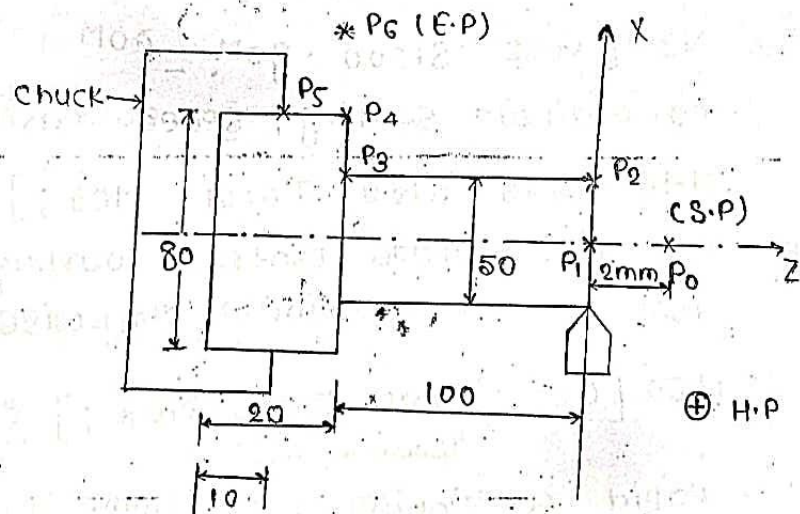 * P6 (E.P)
X
Chuck
P5
P4
P3
P2
(S.P)
80
50
P1
2mm
P0
Z
100
20
⊕ H.P
10